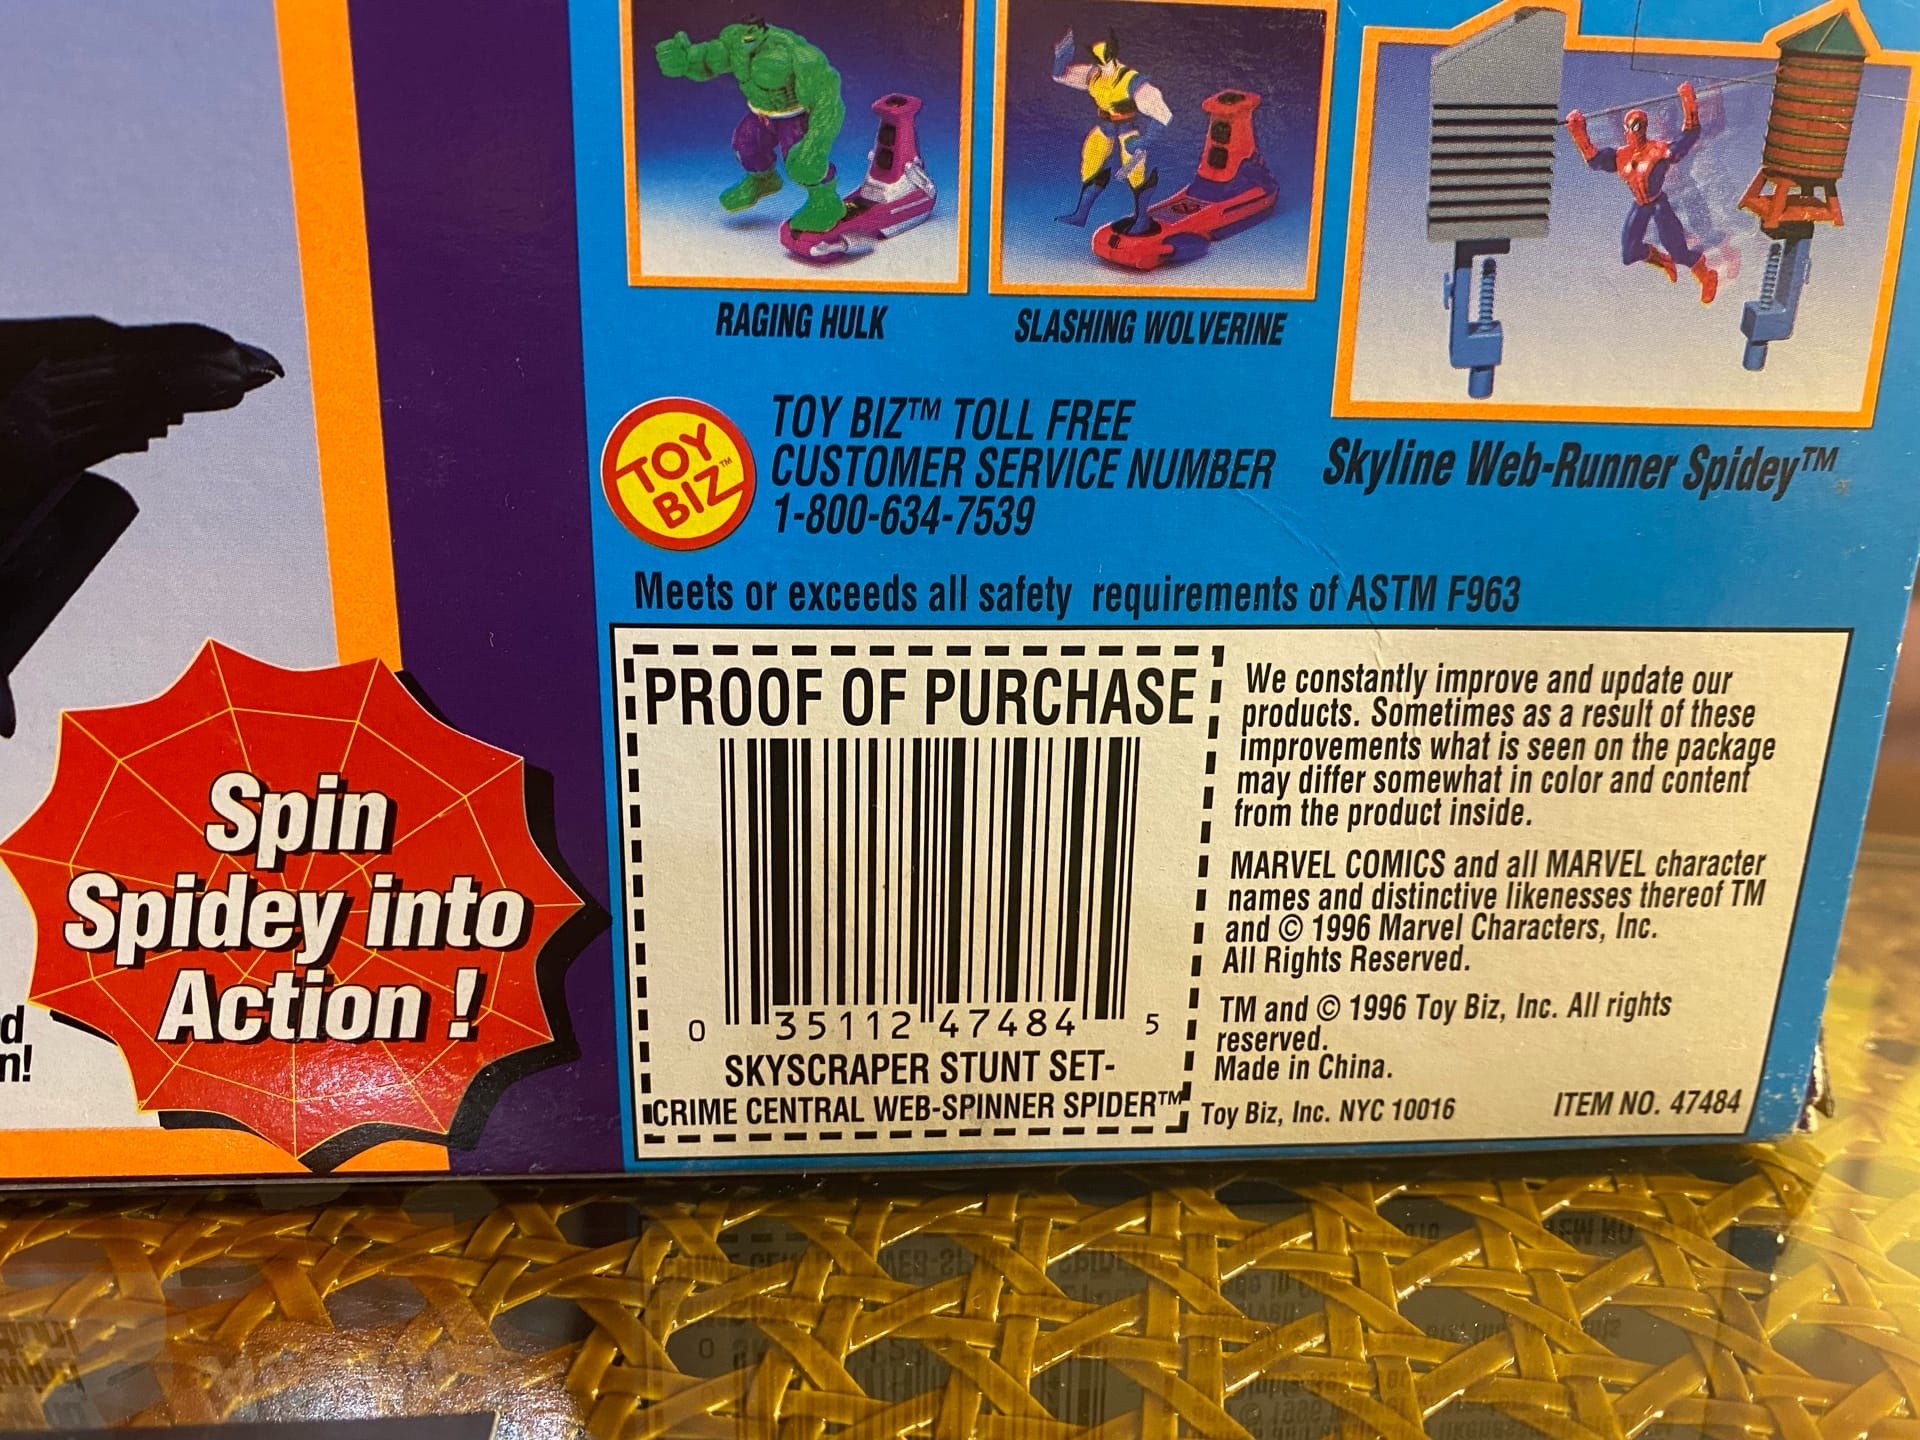 RAGING HULK
SLASHING WOLVERINE
Skyline Web-Runner Spidey™
TOY
BIZ™
TOY BIZ™ TOLL FREE
CUSTOMER SERVICE NUMBER
1-800-634-7539
Meets or exceeds all safety requirements of ASTM F963
Spin
Spidey into
Action !
d
n!
PROOF OF PURCHASE
0 35112 47484 5
SKYSCRAPER STUNT SET-
CRIME CENTRAL WEB-SPINNER SPIDER™
We constantly improve and update our
products. Sometimes as a result of these
improvements what is seen on the package
may differ somewhat in color and content
from the product inside.
MARVEL COMICS and all MARVEL character
names and distinctive likenesses thereof TM
and © 1996 Marvel Characters, Inc.
All Rights Reserved.
TM and © 1996 Toy Biz, Inc. All rights
reserved.
Made in China.
Toy Biz, Inc. NYC 10016
ITEM NO. 47484